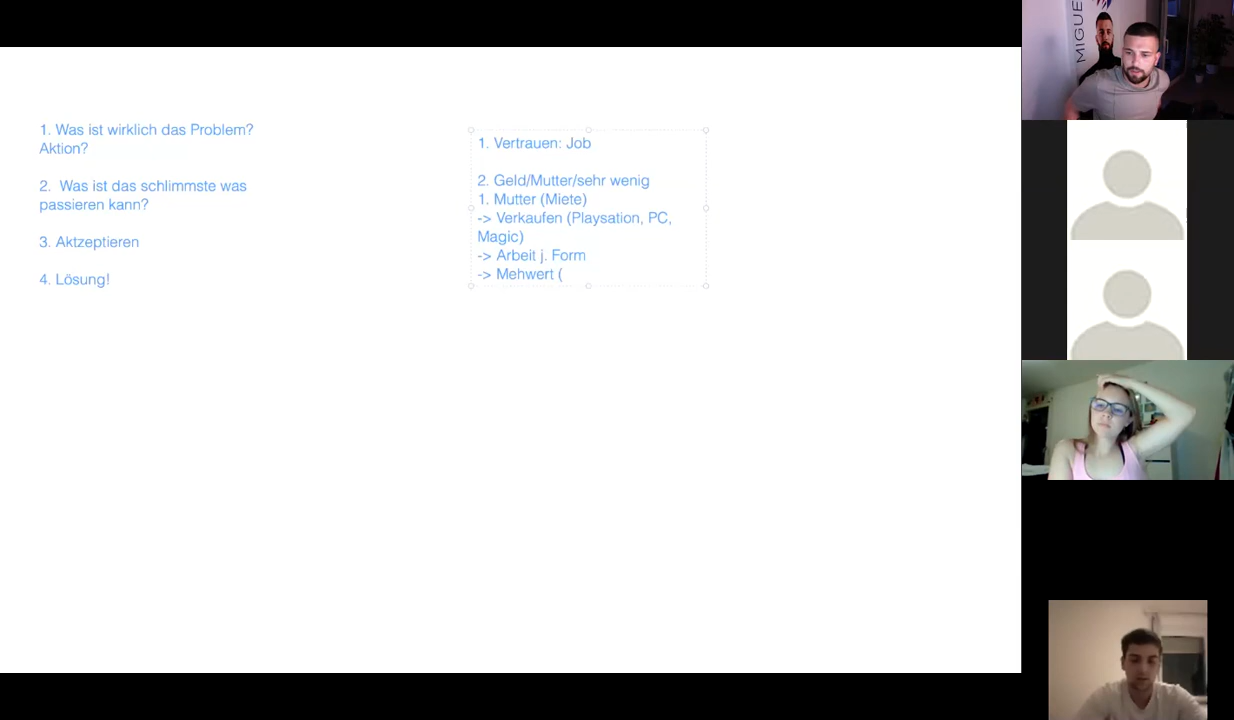 1. Was ist wirklich das Problem?
Aktion?
2. Was ist das schlimmste was
passieren kann?
3. Aktzeptieren
4. Lösung!
1. Vertrauen: Job
2. Geld/Mutter/sehr wenig
1. Mutter (Miete)
-> Verkaufen (Playsation, PC,
Magic)
-> Arbeit j. Form
-> Mehwert (
MIGUE